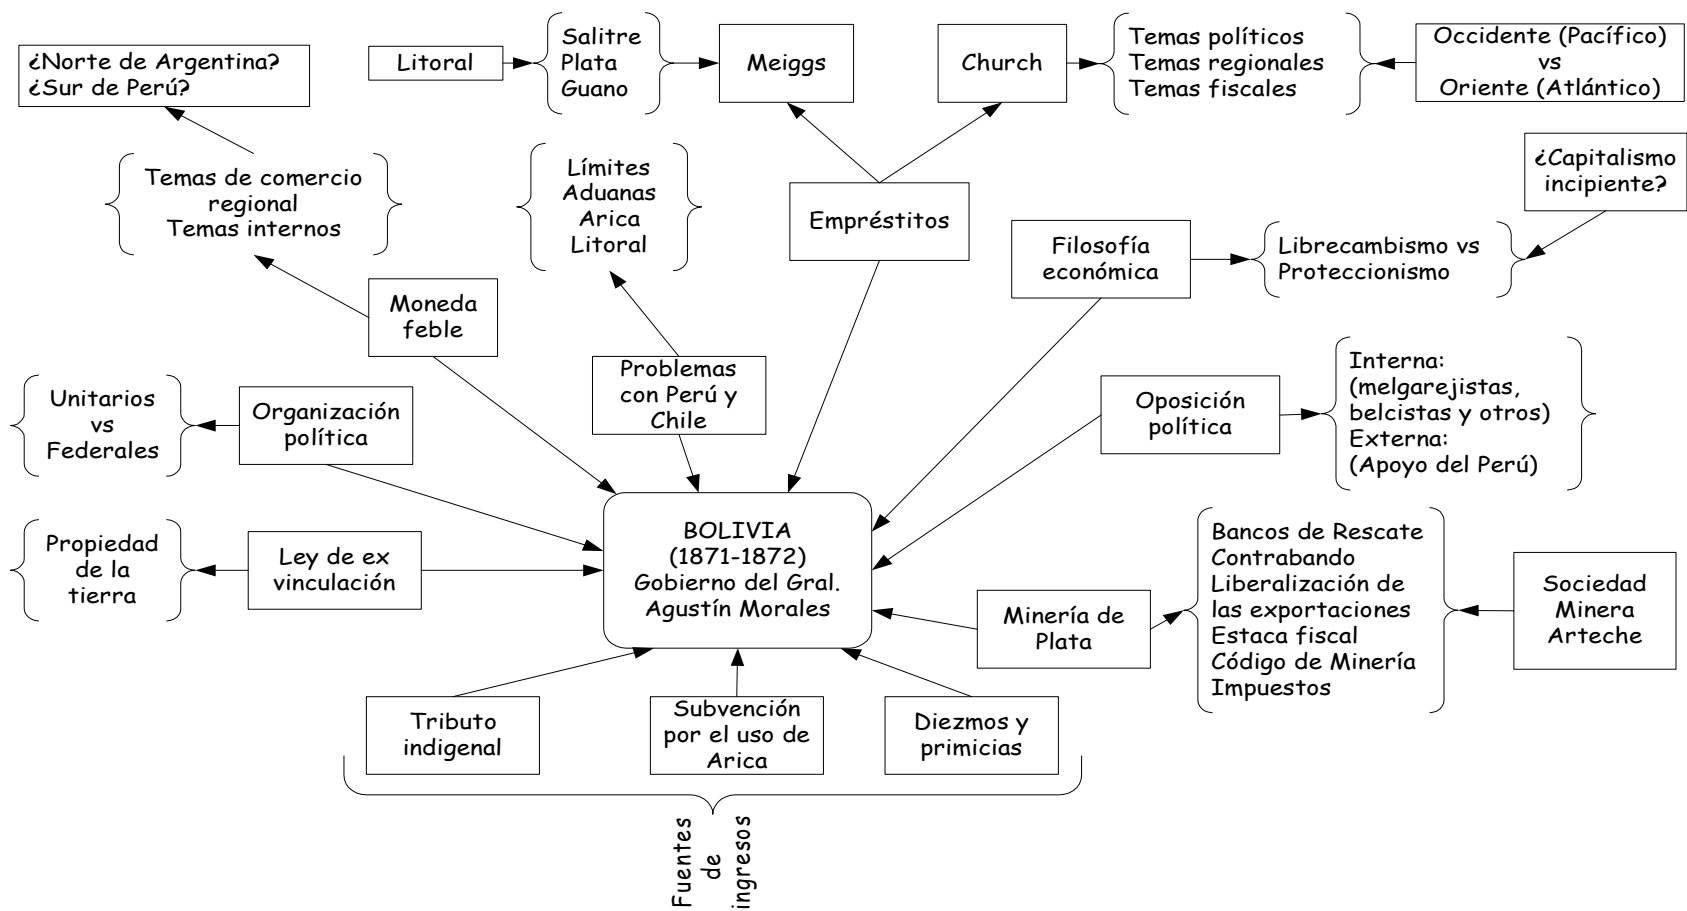 ¿Norte de Argentina?
¿Sur de Perú?
Litoral
Salitre
Plata
Guano
Meiggs
Church
Temas políticos
Temas regionales
Temas fiscales
Occidente (Pacífico)
vs
Oriente (Atlántico)
Temas de comercio
regional
Temas internos
Límites
Aduanas
Arica
Litoral
Empréstitos
¿Capitalismo
incipiente?
Filosofía
económica
Librecambismo vs
Proteccionismo
Moneda
feble
Problemas
con Perú y
Chile
Unitarios
vs
Federales
Organización
política
Oposición
política
Interna:
(melgarejistas,
belcistas y otros)
Externa:
(Apoyo del Perú)
Propiedad
de la
tierra
Ley de ex
vinculación
BOLIVIA
(1871-1872)
Gobierno del Gral.
Agustín Morales
Minería de
Plata
Bancos de Rescate
Contrabando
Liberalización de
las exportaciones
Estaca fiscal
Código de Minería
Impuestos
Sociedad
Minera
Arteche
Tributo
indigenal
Subvención
por el uso de
Arica
Diezmos y
primicias
Fuentes
de
ingresos